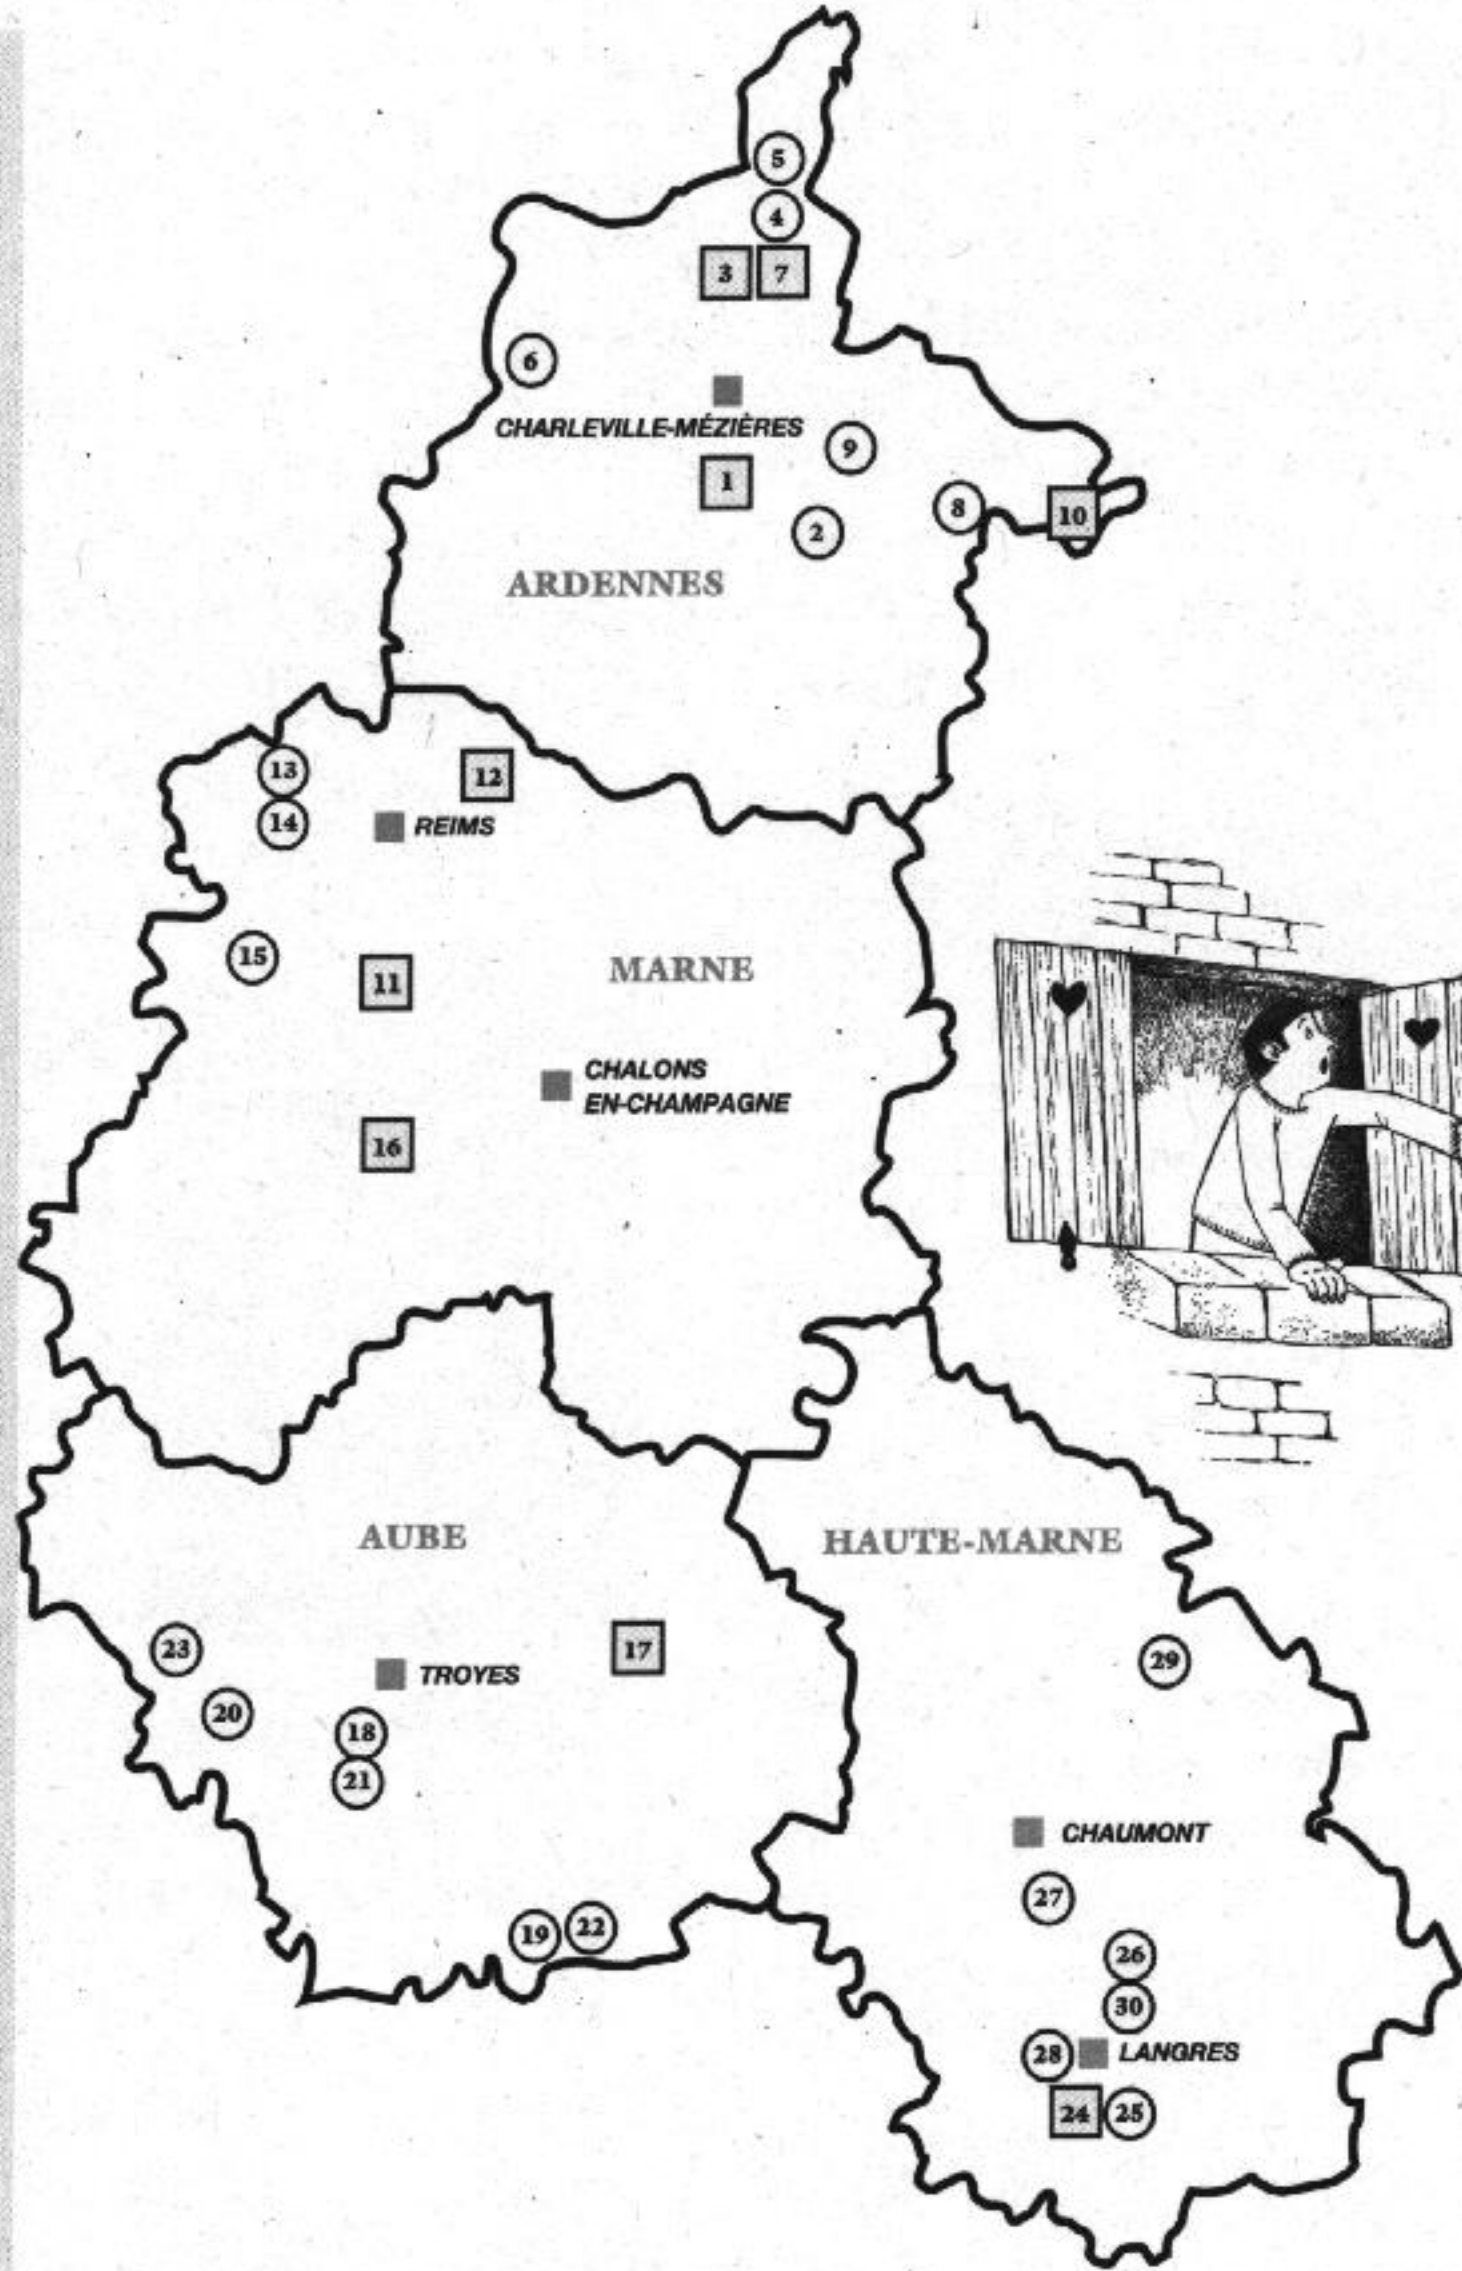 5
4
3 7
6
CHARLEVILLE-MÉZIÈRES
9
1
8
10
2
ARDENNES
13
12
14
REIMS
15
MARNE
11
CHALONS
EN-CHAMPAGNE
16
AUBE
HAUTE-MARNE
23
17
29
TROYES
20
18
21
CHAUMONT
27
19 22
26
30
28
LANGRES
24 25